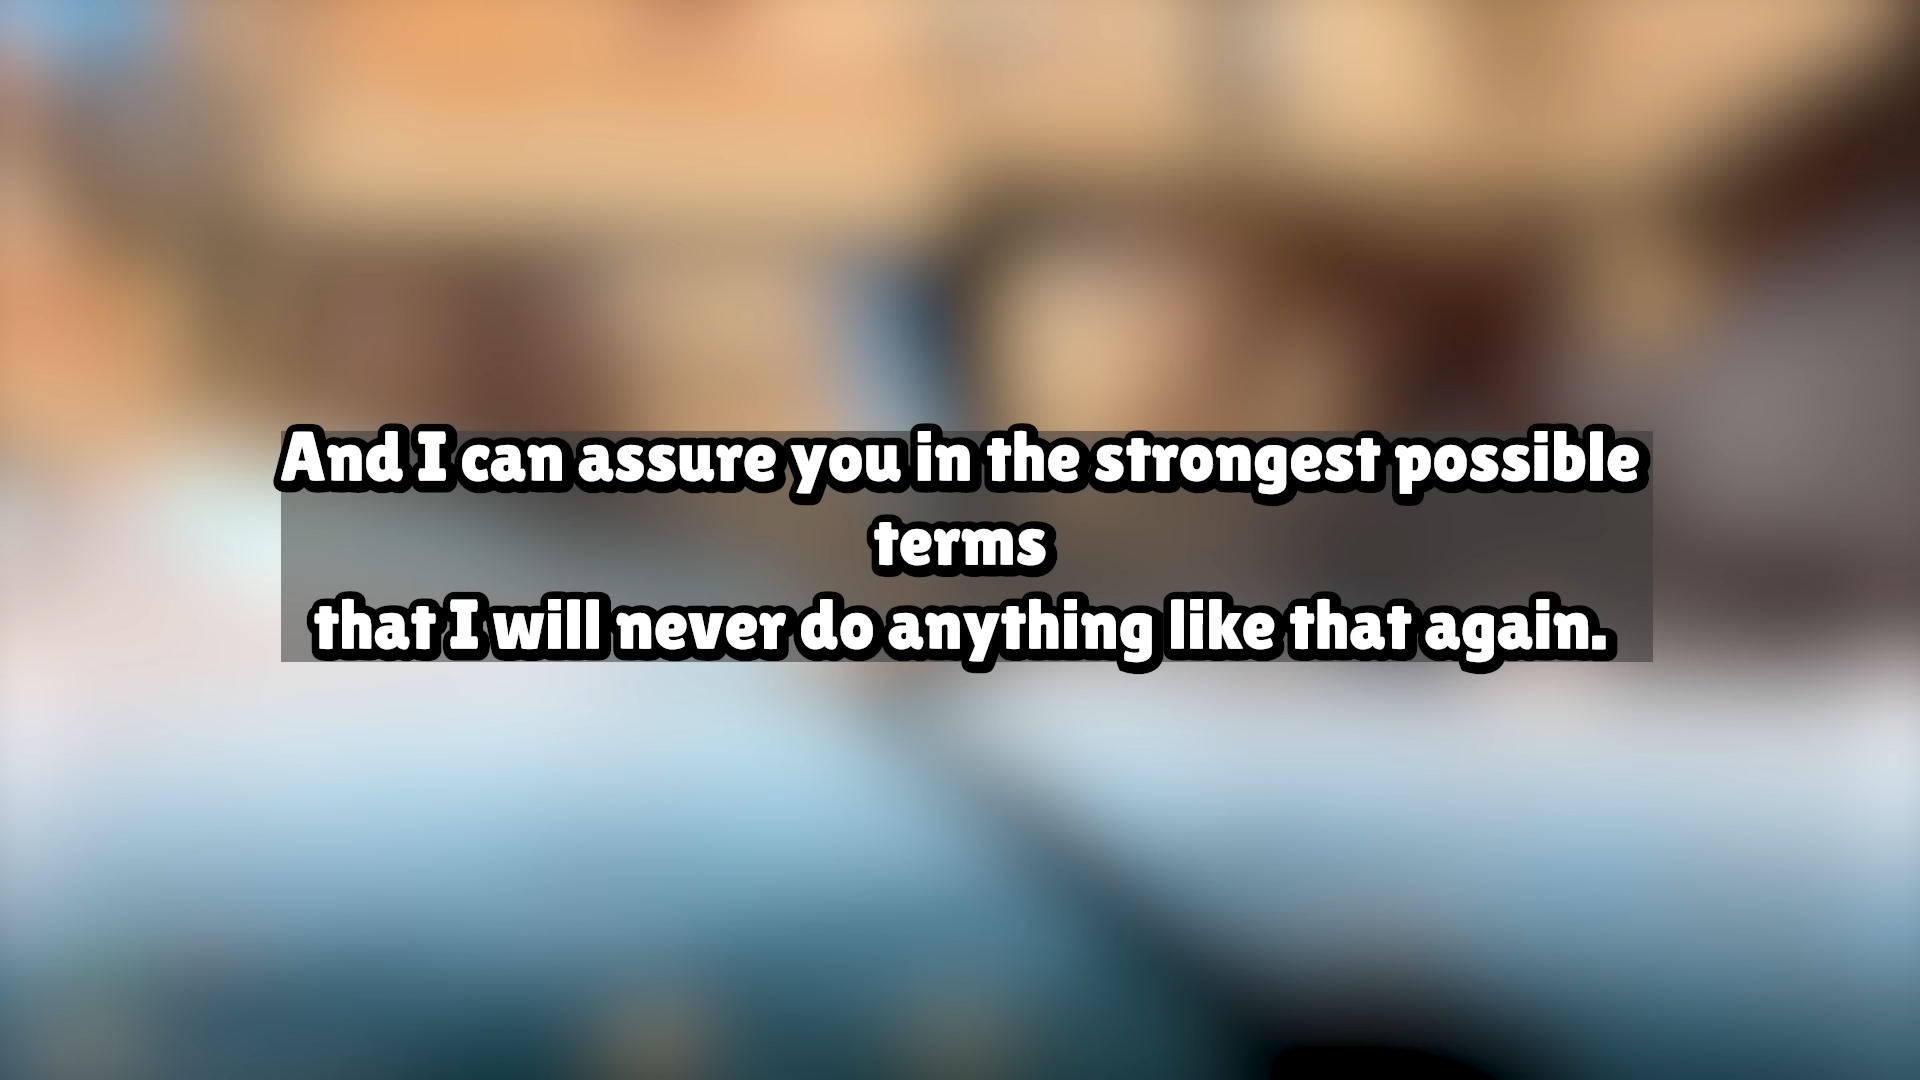 And I can assure you in the strongest possible
terms
that I will never do anything like that again.